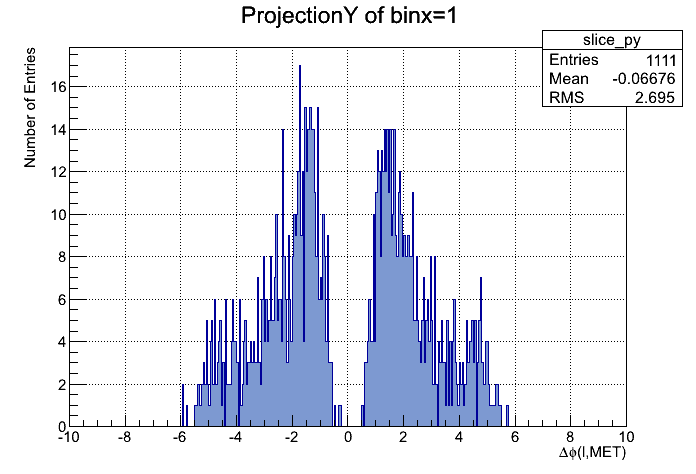 ProjectionY of binx=1
slice_py
Entries 1111
Mean -0.06676
RMS 2.695
Number of Entries
16
14
12
10
8
6
4
2
0
-10 -8 -6 -4 -2 0 2 4 6 8 10
Δϕ(l,MET)